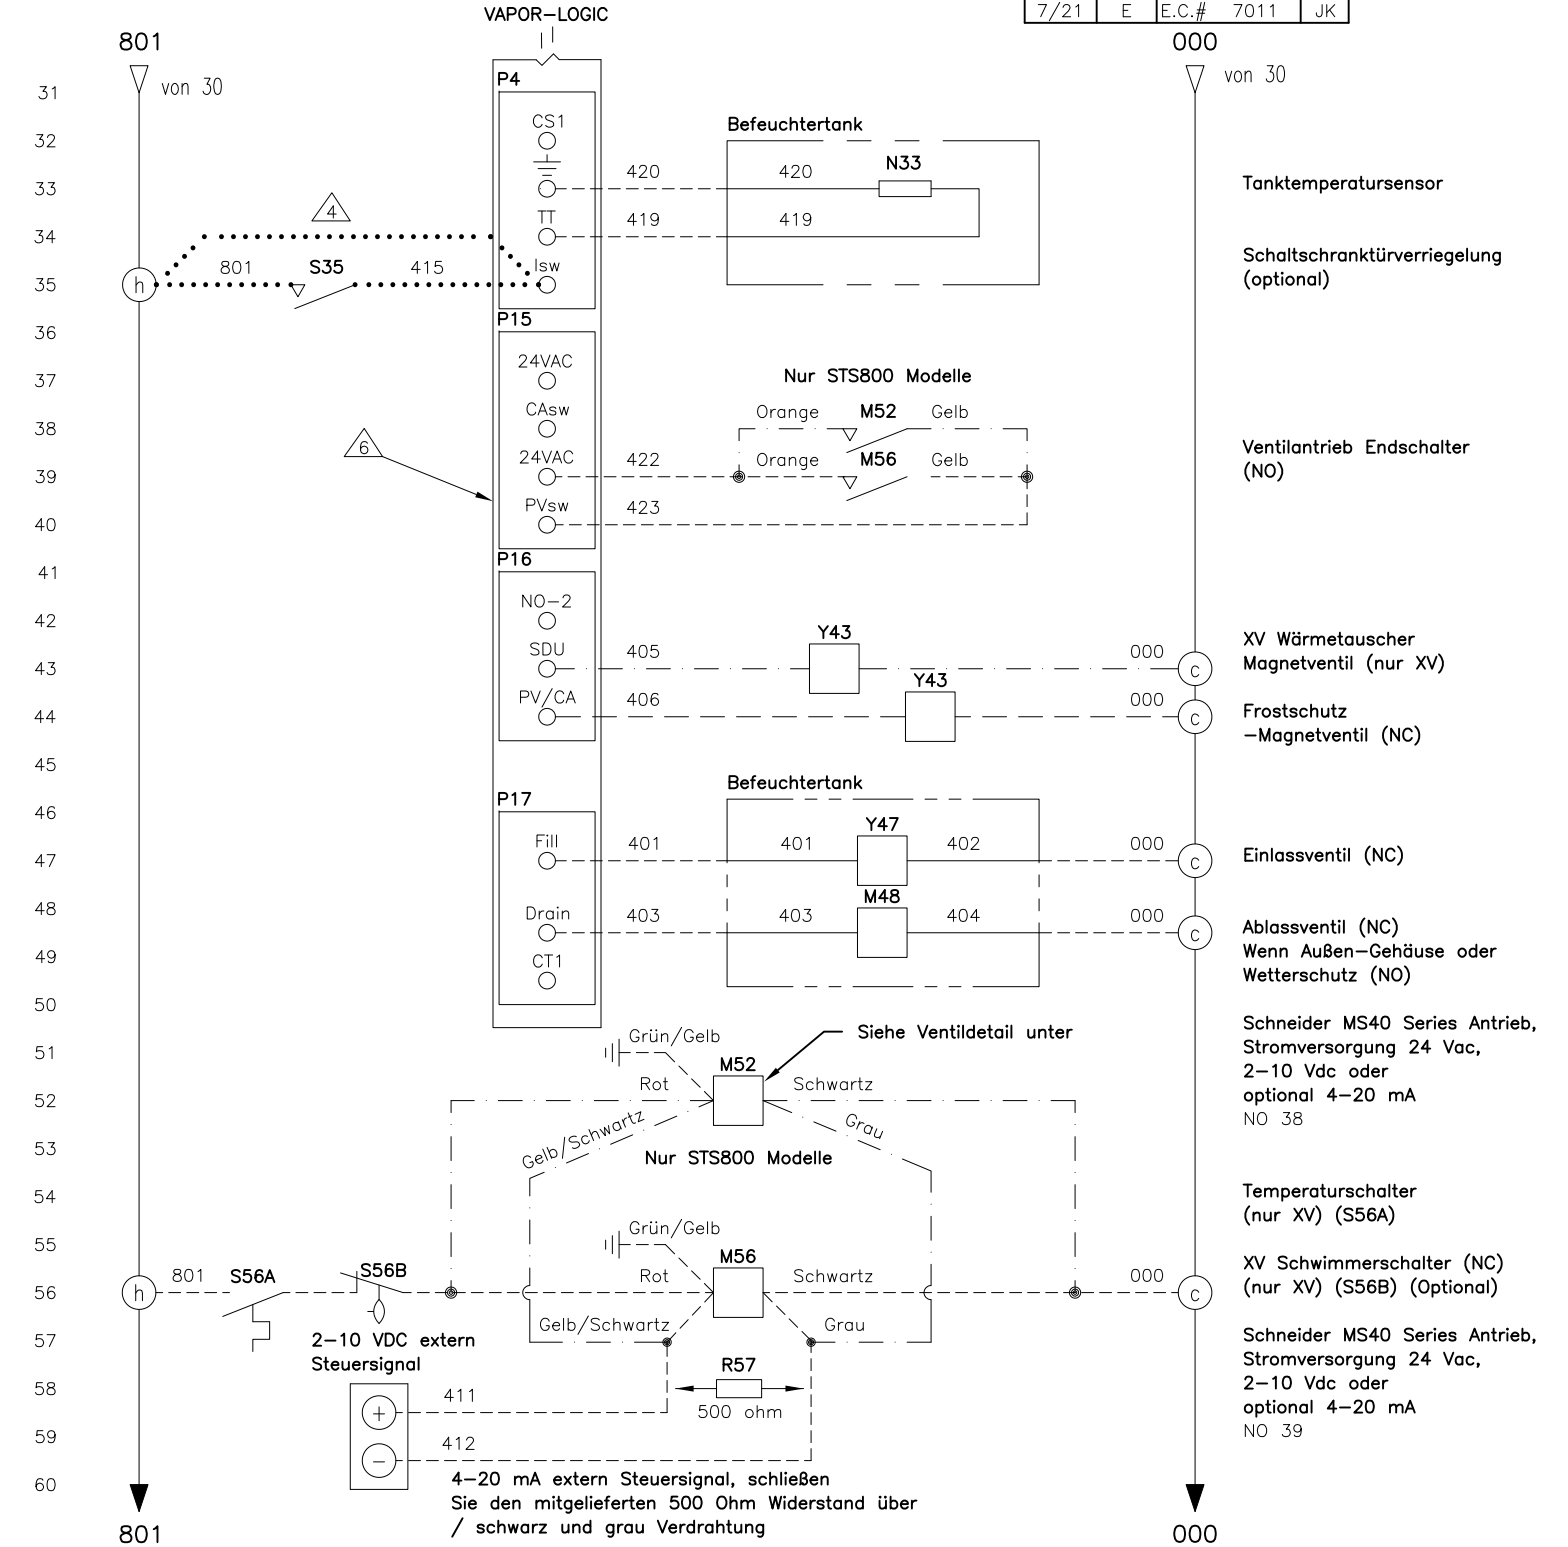 VAPOR-LOGIC
7/21 E E.C.# 7011 JK
801
000
von 30
von 30
31
P4
CS1
Befeuchtertank
32
420
420
N33
33
Tanktemperatursensor
4
TT
419
419
34
801
S35
415
Isw
Schaltschranktürverriegelung
(optional)
h
35
P15
36
24VAC
37
Nur STS800 Modelle
CAsw
Orange
M52
Gelb
38
6
24VAC
422
Orange
M56
Gelb
Ventilantrieb Endschalter
(NO)
39
PVsw
423
40
P16
41
NO-2
42
Y43
SDU
405
000
XV Wärmetauscher
Magnetventil (nur XV)
43
c
Y43
PV/CA
406
000
Frostschutz
-Magnetventil (NC)
44
c
45
Befeuchtertank
P17
46
Y47
Fill
401
401
402
000
47
c
Einlassventil (NC)
M48
48
Drain
403
403
404
000
c
Ablassventil (NC)
Wenn Außen-Gehäuse oder
Wetterschutz (NO)
49
CT1
50
Siehe Ventildetail unter
Schneider MS40 Series Antrieb,
Stromversorgung 24 Vac,
2-10 Vdc oder
optional 4-20 mA
NO 38
Grün/Gelb
51
M52
Rot
Schwartz
52
Gelb/Schwartz
Grau
53
Nur STS800 Modelle
54
Temperaturschalter
(nur XV) (S56A)
Grün/Gelb
55
M56
801
S56A
S56B
Rot
Schwartz
000
XV Schwimmerschalter (NC)
(nur XV) (S56B) (Optional)
56
h
c
Gelb/Schwartz
Grau
57
2-10 VDC extern
Steuersignal
R57
58
500 ohm
411
+
Schneider MS40 Series Antrieb,
Stromversorgung 24 Vac,
2-10 Vdc oder
optional 4-20 mA
NO 39
59
412
−
60
4-20 mA extern Steuersignal, schließen
Sie den mitgelieferten 500 Ohm Widerstand über
/ schwarz und grau Verdrahtung
801
000